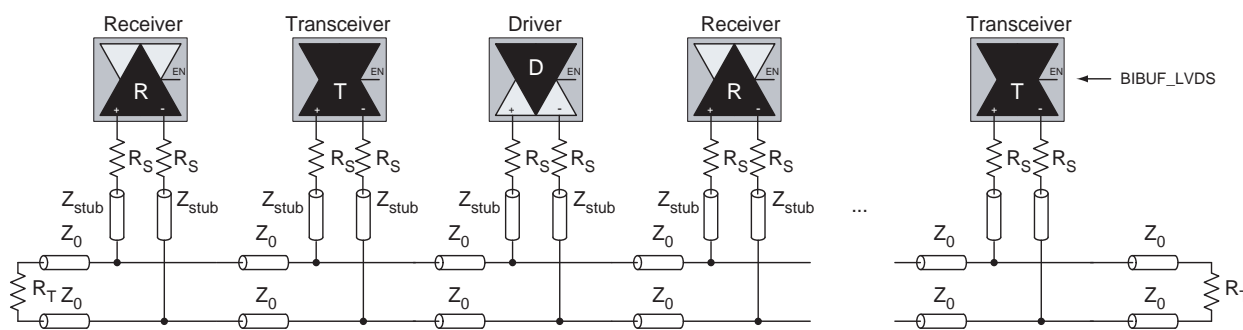 Receiver Transceiver Driver Receiver Transceiver
EN EN D EN EN EN BIBUF_LVDS
R T R T
+ - + - + - + - + -
RS RS RS RS RS RS RS RS RS RS
Zstub Zstub Zstub Zstub Zstub Zstub Zstub Zstub ...
Z0 Z0 Z0 Z0 Z0 Z0
RT R
Z0 Z0 Z0 Z0 Z0 Z0